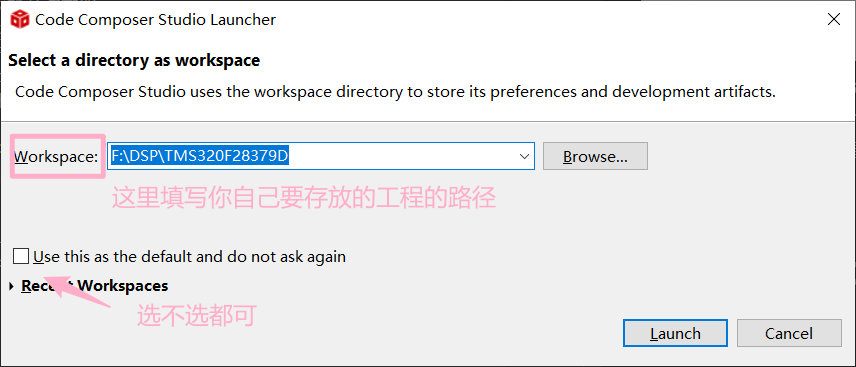 Code Composer Studio Launcher
Select a directory as workspace
Code Composer Studio uses the workspace directory to store its preferences and development artifacts.
Workspace: F:\DSP\TMS320F28379D Browse...
这里填写你自己要存放的工程的路径
Use this as the default and do not ask again
Recent Workspaces
选不选都可
Launch Cancel